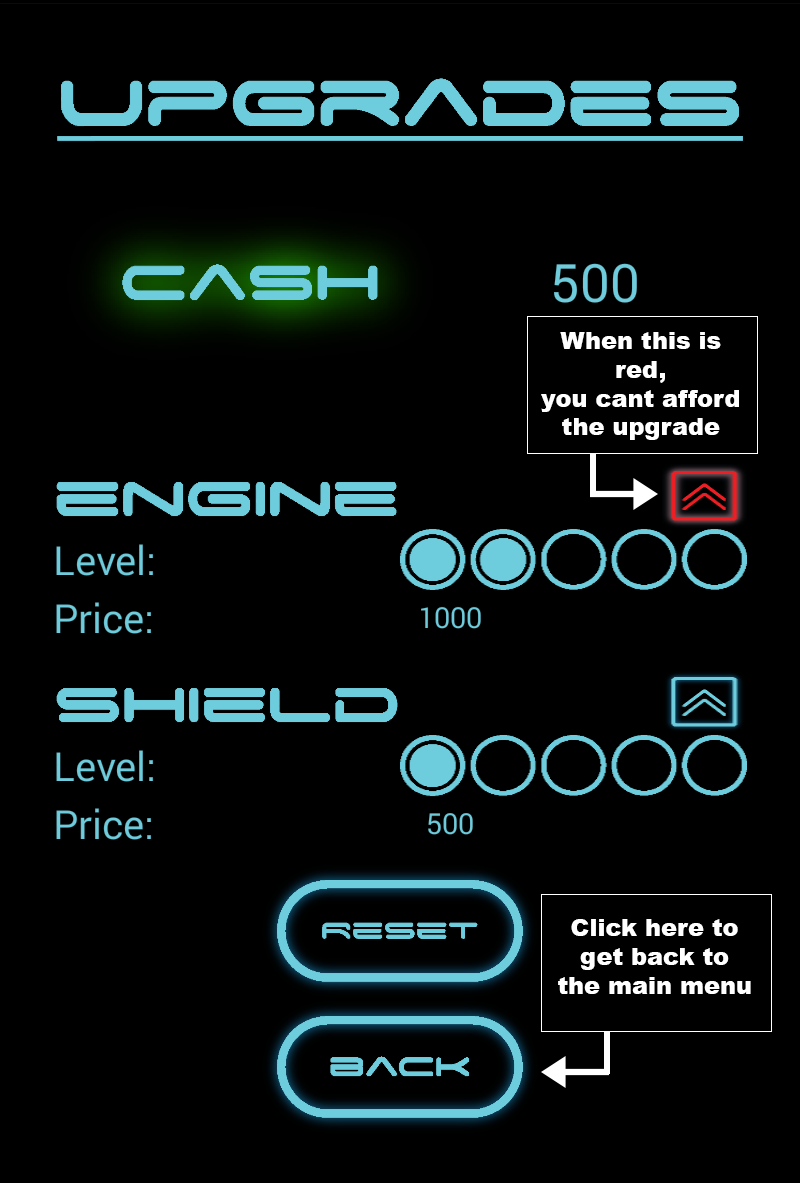 UPGRADES
CASH 500
When this is
red,
you cant afford
the upgrade
ENGINE
Level:
Price: 1000
SHIELD
Level:
Price: 500
RESET
Click here to
get back to
the main menu
BACK